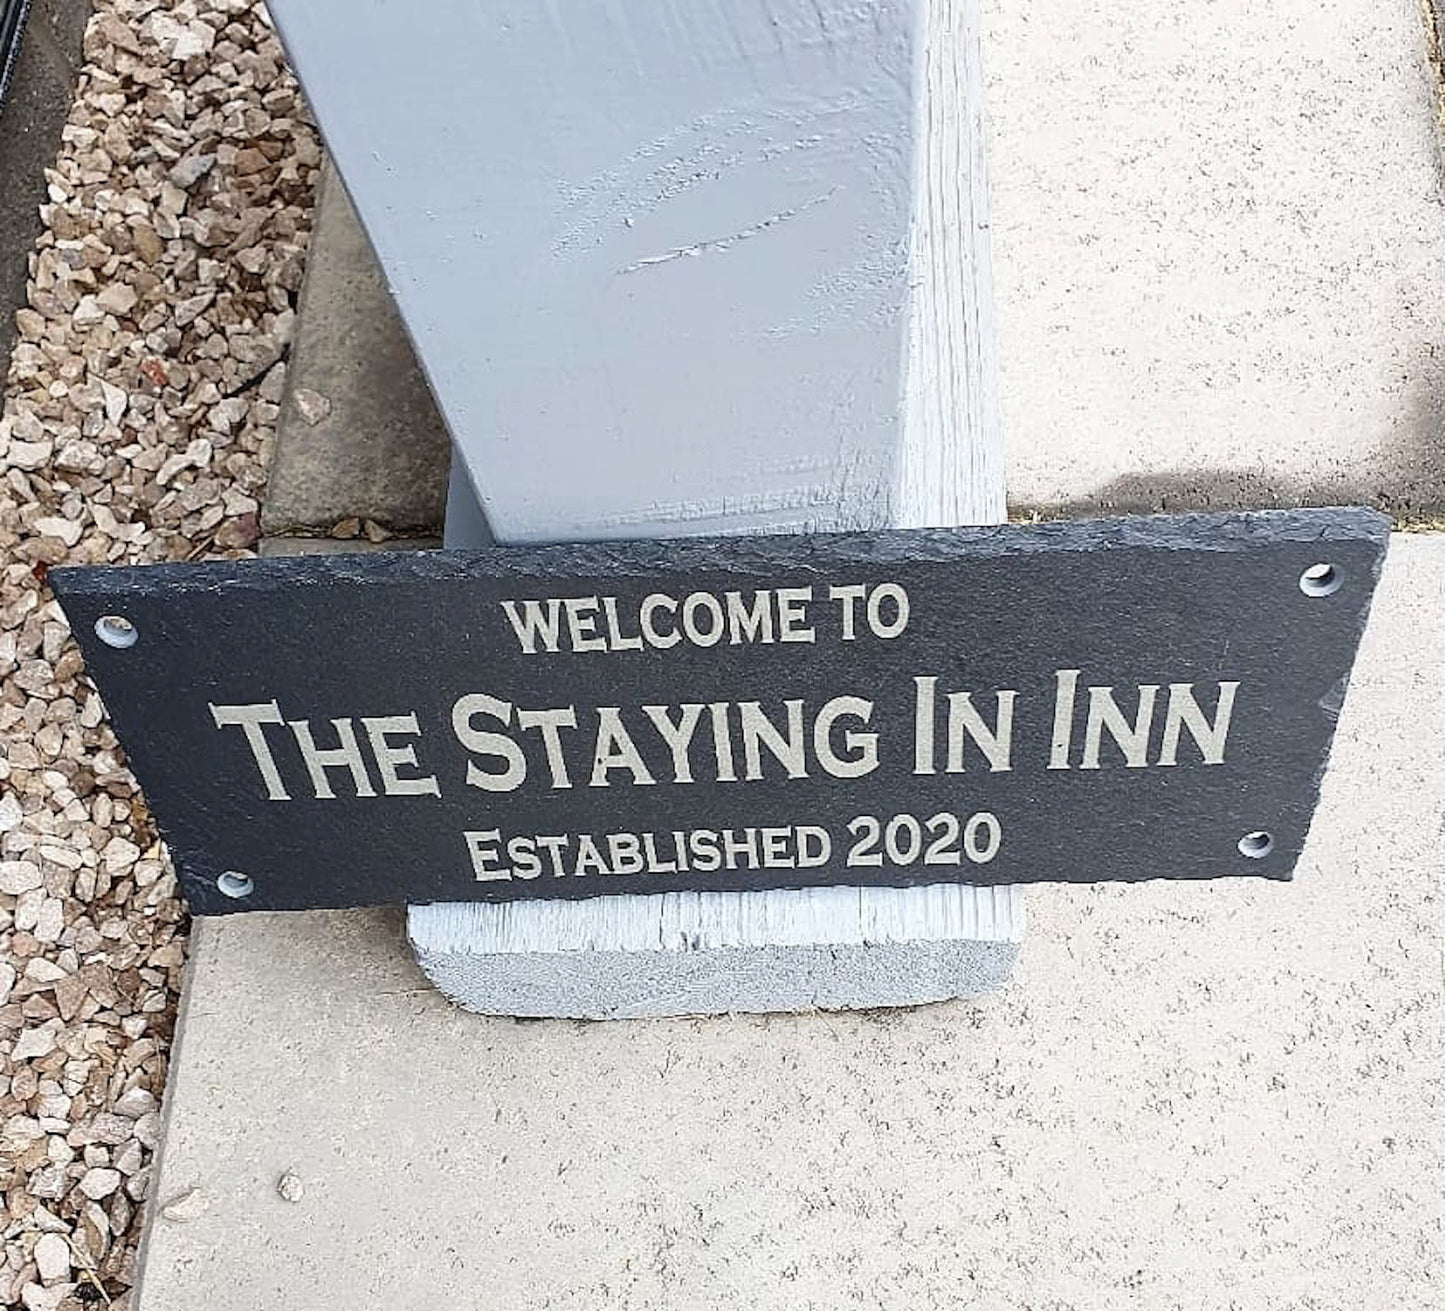 WELCOME TO
THE STAYING IN INN
ESTABLISHED 2020